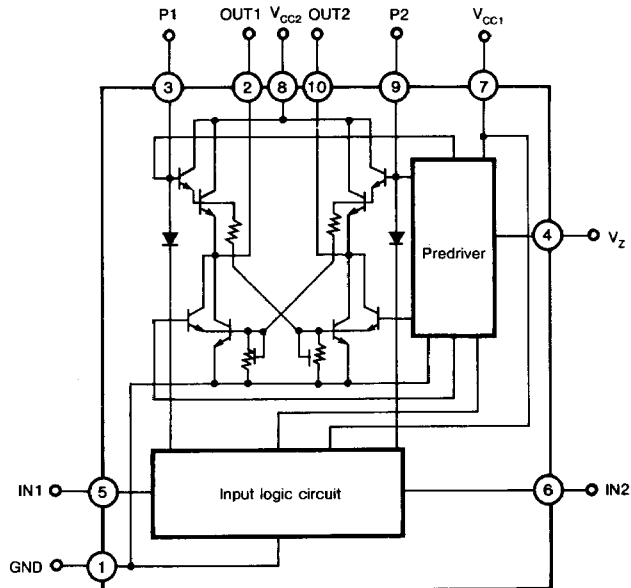 P1 OUT1 VCC2 OUT2 P2 VCC1
3 2 8 10 9 7
4 VZ
Predriver
IN1 5 Input logic circuit 6 IN2
GND 1